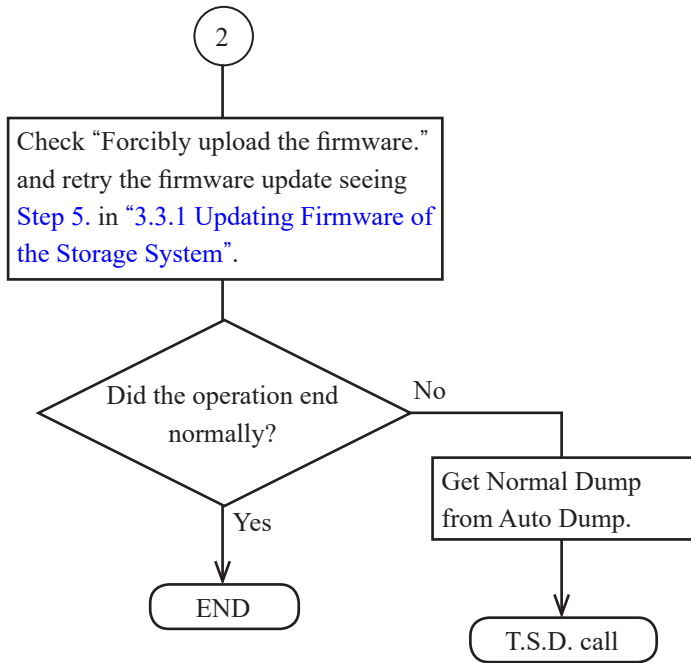 2
Check “Forcibly upload the firmware.”
and retry the firmware update seeing
Step 5. in “3.3.1 Updating Firmware of
the Storage System”.
Did the operation end
normally?
No
Get Normal Dump
from Auto Dump.
Yes
END
T.S.D. call